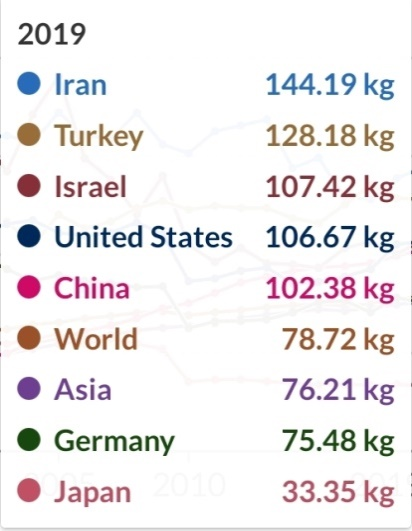 2019
Iran 144.19 kg
Turkey 128.18 kg
Israel 107.42 kg
United States 106.67 kg
China 102.38 kg
World 78.72 kg
Asia 76.21 kg
Germany 75.48 kg
2010
Japan 33.35 kg